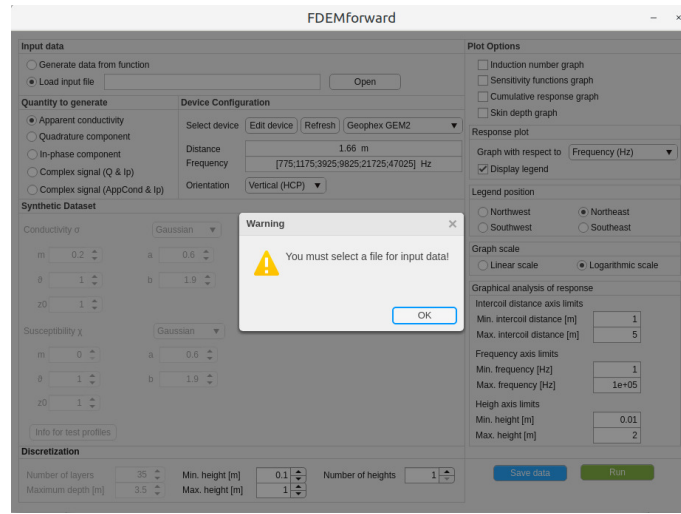 FDEMforward
Input data
Generate data from function
Load input file
Open
Quantity to generate
Apparent conductivity
Quadrature component
In-phase component
Complex signal (Q & Ip)
Complex signal (AppCond & Ip)
Device Configuration
Select device Edit device Refresh Geophex GEM2
Distance 1.66 m
Frequency [775;1175;3925;9825;21725;47025] Hz
Orientation Vertical (HCP)
Synthetic Dataset
Conductivity σ Gaussian
m 0.2 a 0.6
ϑ 1 b 1.9
z0 1
Susceptibility χ Gaussian
m 0 a 0.6
ϑ 1 b 1.9
z0 1
Info for test profiles
Discretization
Number of layers 35 Min. height [m] 0.1 Number of heights 1
Maximum depth [m] 3.5 Max. height [m] 1
Warning
You must select a file for input data!
OK
Plot Options
Induction number graph
Sensitivity functions graph
Cumulative response graph
Skin depth graph
Response plot
Graph with respect to Frequency (Hz)
Display legend
Legend position
Northwest Northeast
Southwest Southeast
Graph scale
Linear scale Logarithmic scale
Graphical analysis of response
Intercoil distance axis limits
Min. intercoil distance [m] 1
Max. intercoil distance [m] 5
Frequency axis limits
Min. frequency [Hz] 1
Max. frequency [Hz] 1e+05
Heigh axis limits
Min. height [m] 0.01
Max. height [m] 2
Save data Run